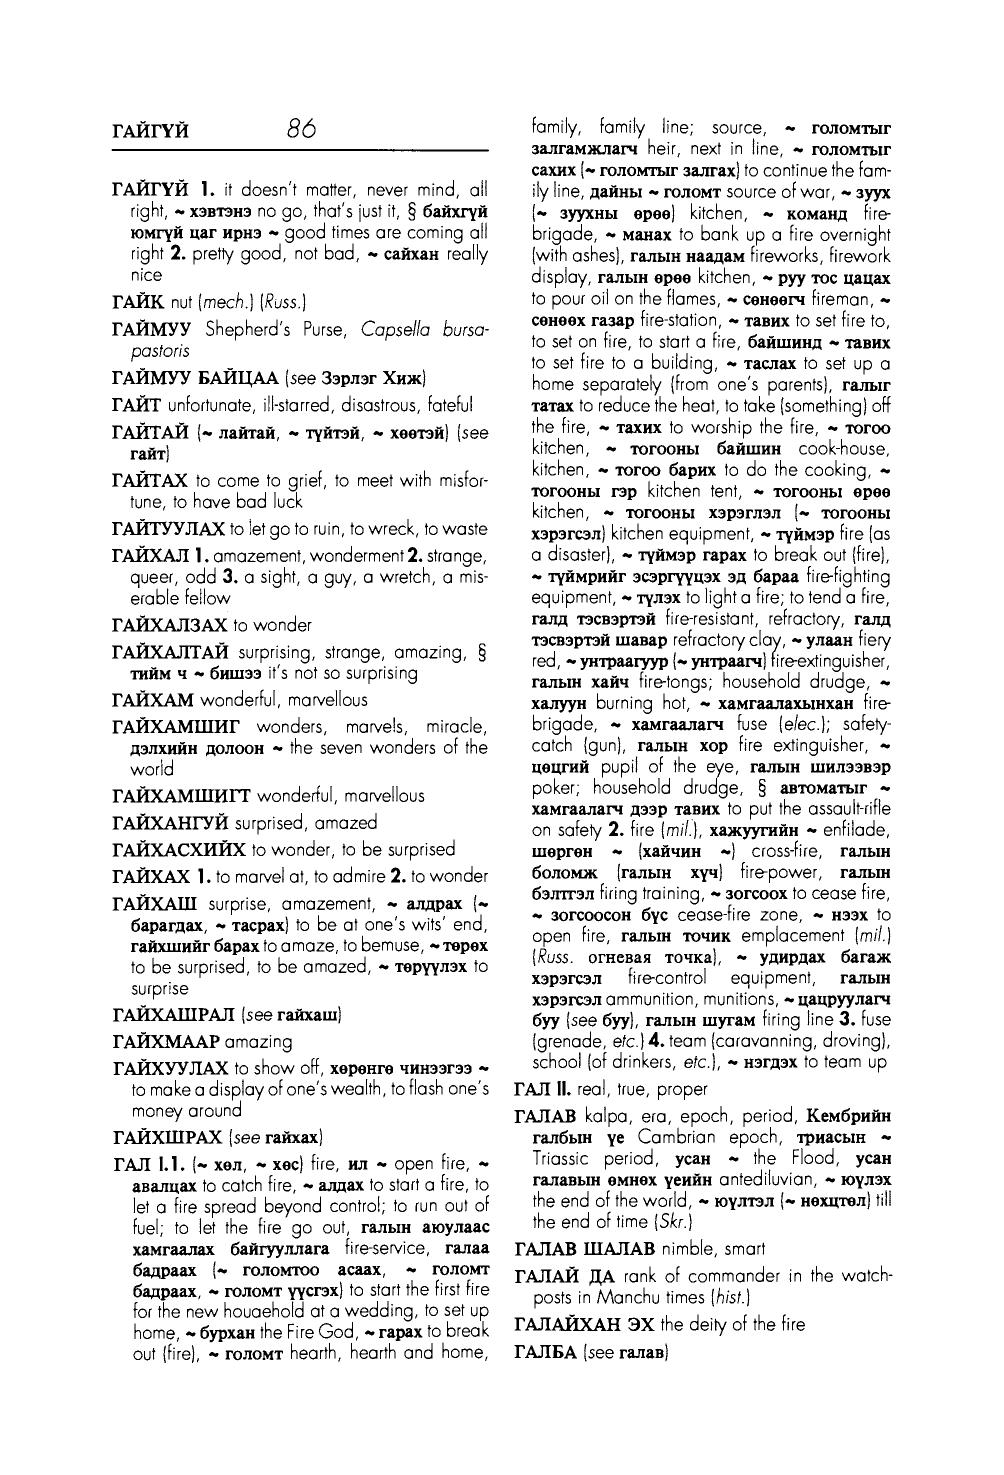 ГАЙГҮЙ 86
ГАЙГҮЙ 1. it doesn't matter, never mind, all
right, ~ хэвтэнэ no go, that's just it, § байхгүй
юмгүй цаг ирнэ ~ good times are coming all
right 2. pretty good, not bad, ~ сайхан really
nice
ГАЙК nut (mech.) (Russ.)
ГАЙМУУ Shepherd's Purse, Capsella bursa-
pastoris
ГАЙМУУ БАЙЦАА (see Зэрлэг Хиж)
ГАЙТ unfortunate, ill-starred, disastrous, fateful
ГАЙТАЙ (~ лайтай, ~ түйтэй, ~ хөөтэй) (see
гайт)
ГАЙТАХ to come to grief, to meet with misfor-
tune, to have bad luck
ГАЙТУУЛАХ to let go to ruin, to wreck, to waste
ГАЙХАЛ 1. amazement, wonderment 2. strange,
queer, odd 3. a sight, a guy, a wretch, a mis-
erable fellow
ГАЙХАЛЗАХ to wonder
ГАЙХАЛТАЙ surprising, strange, amazing, §
тийм ч ~ бишээ it's not so surprising
ГАЙХАМ wonderful, marvellous
ГАЙХАМШИГ wonders, marvels, miracle,
дэлхийн долоон ~ the seven wonders of the
world
ГАЙХАМШИГТ wonderful, marvellous
ГАЙХАНГУЙ surprised, amazed
ГАЙХАСХИЙХ to wonder, to be surprised
ГАЙХАХ 1. to marvel at, to admire 2. to wonder
ГАЙХАШ surprise, amazement, ~ алдрах (~
барагдах, ~ тасрах) to be at one's wits' end,
гайхшийг барах to amaze, to bemuse, ~ төрөх
to be surprised, to be amazed, ~ төрүүлэх to
surprise
ГАЙХАШРАЛ (see гайхаш)
ГАЙХМААР amazing
ГАЙХУУЛАХ to show off, хөрөнгө чинээгээ ~
to make a display of one's wealth, to flash one's
money around
ГАЙХШРАХ (see гайхах)
ГАЛ I.1. (~ хөл, ~ хөс) fire, ил ~ open fire, ~
авалцах to catch fire, ~ алдах to start a fire, to
let a fire spread beyond control; to run out of
fuel; to let the fire go out, галын аюулаас
хамгаалах байгууллага fire-service, галаа
бадраах (~ голомтоо асаах, ~ голомт
бадраах, ~ голомт үүсгэх) to start the first fire
for the new houaehold at a wedding, to set up
home, ~ бурхан the Fire God, ~ гарах to break
out (fire), ~ голомт hearth, hearth and home,
family, family line; source, ~ голомтыг
залгамжлагч heir, next in line, ~ голомтыг
сахих (~ голомтыг залгах) to continue the fam-
ily line, дайны ~ голомт source of war, ~ зуух
(~ зуухны өрөө) kitchen, ~ команд fire-
brigade, ~ манах to bank up a fire overnight
(with ashes), галын наадам fireworks, firework
display, галын өрөө kitchen, ~ руу тос цацах
to pour oil on the flames, ~ сөнөөгч fireman, ~
сөнөөх газар fire-station, ~ тавих to set fire to,
to set on fire, to start a fire, байшинд ~ тавих
to set fire to a building, ~ таслах to set up a
home separately (from one's parents), галыг
татах to reduce the heat, to take (something) off
the fire, ~ тахих to worship the fire, ~ тогоо
kitchen, ~ тогооны байшин cook-house,
kitchen, ~ тогоо барих to do the cooking, ~
тогооны гэр kitchen tent, ~ тогооны өрөө
kitchen, ~ тогооны хэрэглэл (~ тогооны
хэрэгсэл) kitchen equipment, ~ түймэр fire (as
a disaster), ~ түймэр гарах to break out (fire),
~ түймрийг эсэргүүцэх эд бараа fire-fighting
equipment, ~ түлэх to light a fire; to tend a fire,
галд тэсвэртэй fire-resistant, refractory, галд
тэсвэртэй шавар refractory clay, ~ улаан fiery
red, ~ унтраагуур (~ унтраагч) fire-extinguisher,
галын хайч fire-tongs; household drudge, ~
халуун burning hot, ~ хамгаалахынхан fire-
brigade, ~ хамгаалагч fuse (elec.); safety-
catch (gun), галын хор fire extinguisher, ~
цөцгий pupil of the eye, галын шилээвэр
poker; household drudge, § автоматыг ~
хамгаалагч дээр тавих to put the assault-rifle
on safety 2. fire (mil.), хажуугийн ~ enfilade,
шөргөн ~ (хайчин ~) cross-fire, галын
боломж (галын хүч) fire-power, галын
бэлтгэл firing training, ~ зогсоох to cease fire,
~ зогсоосон бүс cease-fire zone, ~ нээх to
open fire, галын точик emplacement (mil.)
(Russ. огневая точка), ~ удирдах багаж
хэрэгсэл fire-control equipment, галын
хэрэгсэл ammunition, munitions, ~ цацруулагч
буу (see буу), галын шугам firing line 3. fuse
(grenade, etc.) 4. team (caravanning, droving),
school (of drinkers, etc.), ~ нэгдэх to team up
ГАЛ II. real, true, proper
ГАЛАВ kalpa, era, epoch, period, Кембрийн
галбын үе Cambrian epoch, триасын ~
Triassic period, усан ~ the Flood, усан
галавын өмнөх үеийн antediluvian, ~ юүлэх
the end of the world, ~ юүлтэл (~ нөхцтөл) till
the end of time (Skr.)
ГАЛАВ ШАЛАВ nimble, smart
ГАЛАЙ ДА rank of commander in the watch-
posts in Manchu times (hist.)
ГАЛАЙХАН ЭХ the deity of the fire
ГАЛБА (see галав)